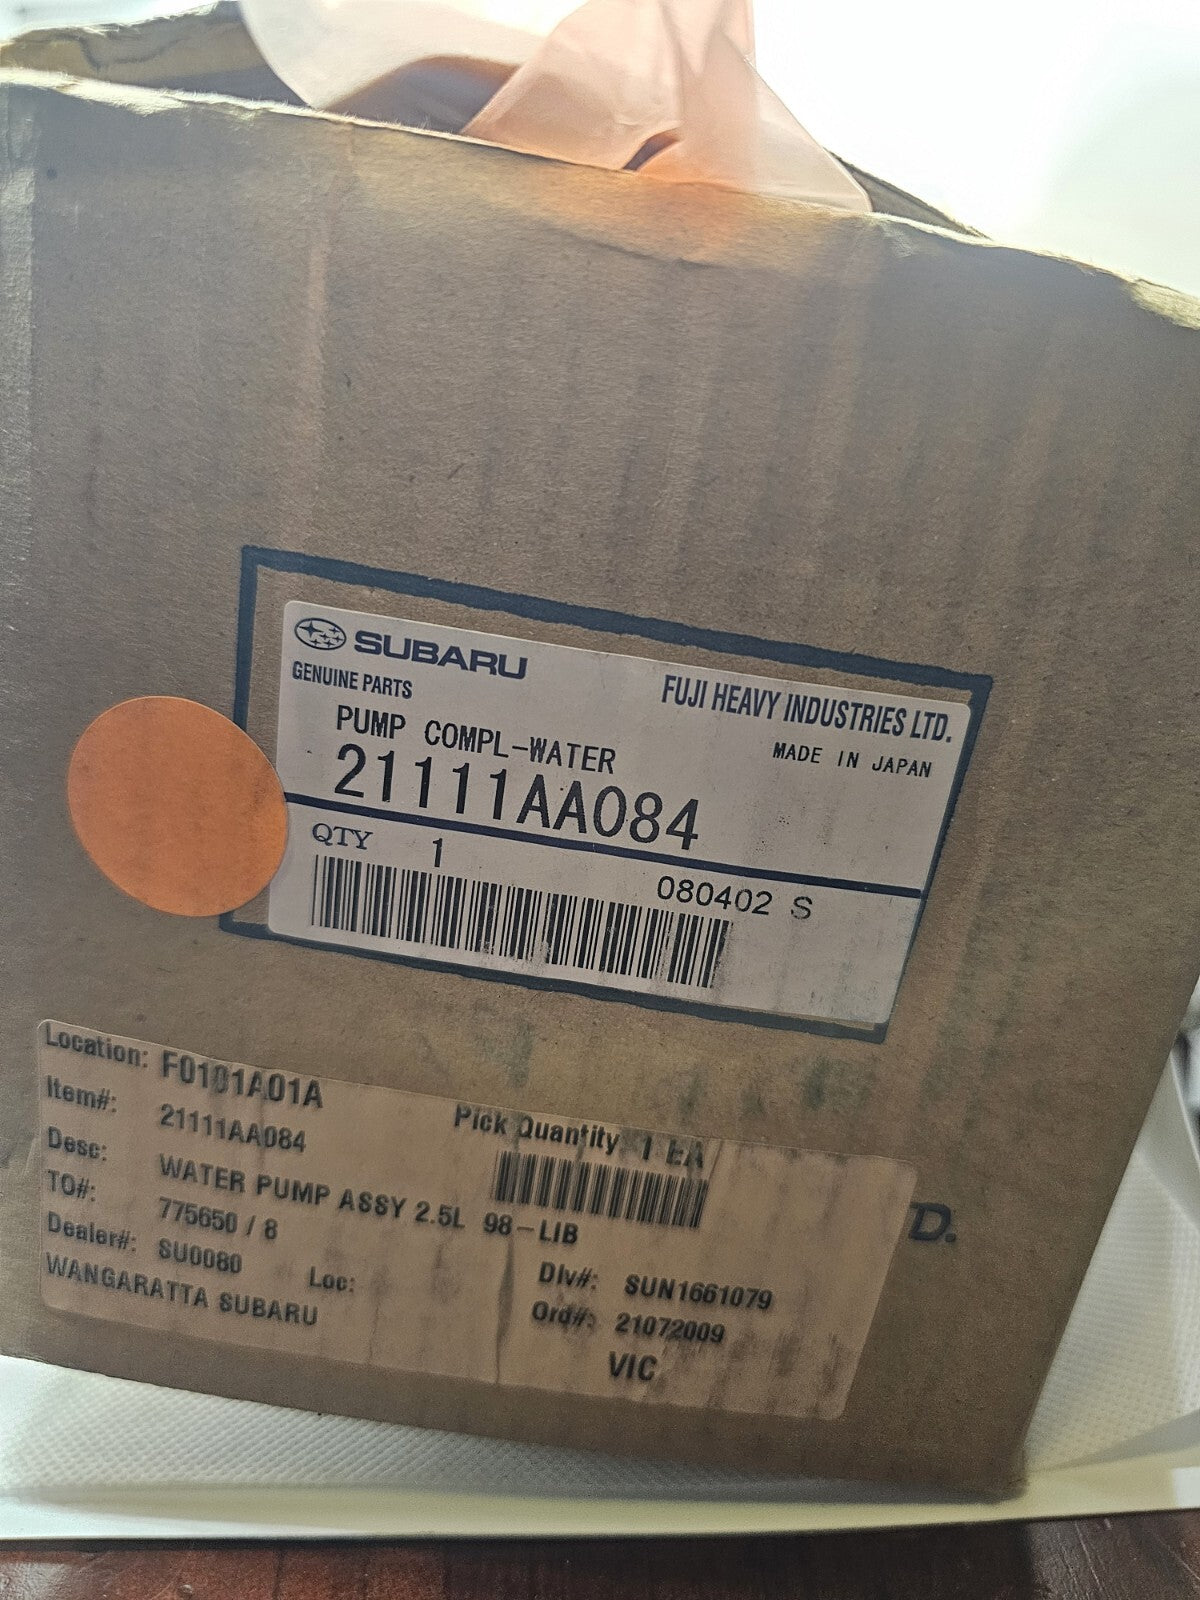 SUBARU
GENUINE PARTS
FUJI HEAVY INDUSTRIES LTD.
PUMP COMPL-WATER
MADE IN JAPAN
21111AA084
QTY 1
080402 S
Location: F0101A01A
Item#: 21111AA084
Pick Quantity 1 EA
Desc: WATER PUMP ASSY 2.5L 98-LIB
TO#: 775650 / 8
Dealer#: SU0080
Loc:
Dlv#: SUN1661079
WANGARATTA SUBARU
Ord#: 21072009
VIC
D.